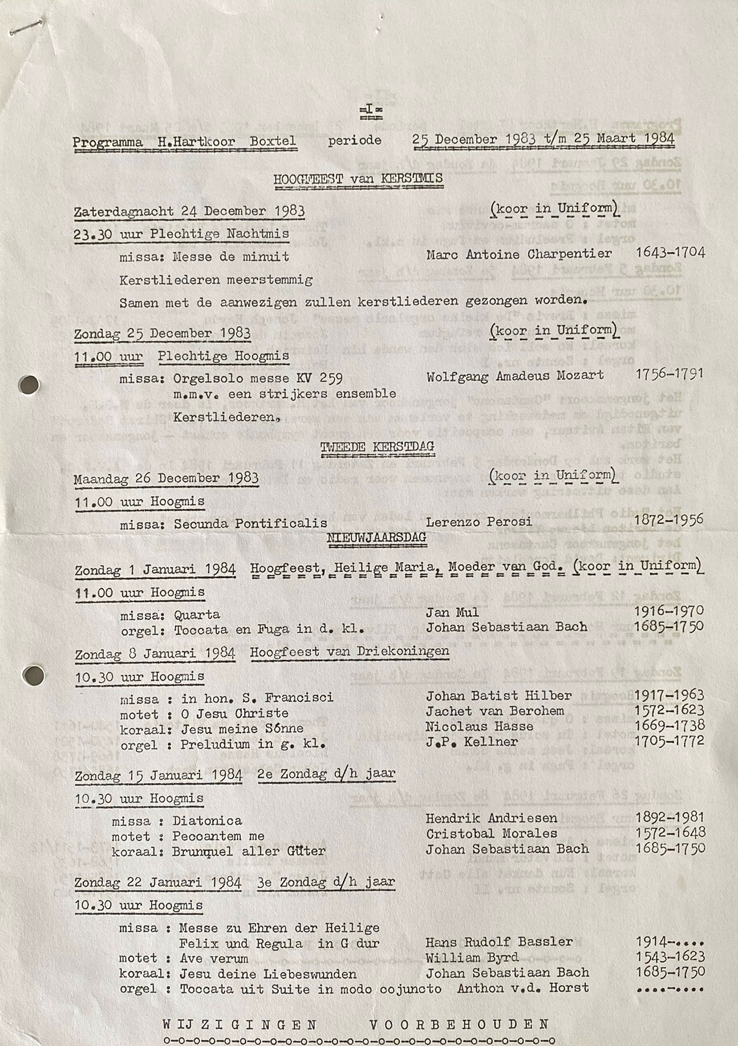 =I=
Programma H.Hartkoor Boxtel periode 25 December 1983 t/m 25 Maart 1984
HOOGFEEST van KERSTMIS
Zaterdagnacht 24 December 1983 (koor in Uniform)
23.30 uur Plechtige Nachtmis
missa: Messe de minuit Marc Antoine Charpentier 1643-1704
Kerstliederen meerstemmig
Samen met de aanwezigen zullen kerstliederen gezongen worden.
Zondag 25 December 1983 (koor in Uniform)
11.00 uur Plechtige Hoogmis
missa: Orgelsolo messe KV 259 Wolfgang Amadeus Mozart 1756-1791
m.m.v. een strijkers ensemble
Kerstliederen.
TWEEDE KERSTDAG
Maandag 26 December 1983 (koor in Uniform)
11.00 uur Hoogmis
missa: Secunda Pontificalis Lerenzo Perosi 1872-1956
NIEUWJAARSDAG
Zondag 1 Januari 1984 Hoogfeest, Heilige Maria, Moeder van God. (koor in Uniform)
11.00 uur Hoogmis
missa: Quarta Jan Mul 1916-1970
orgel: Toccata en Fuga in d. kl. Johan Sebastiaan Bach 1685-1750
Zondag 8 Januari 1984 Hoogfeest van Driekoningen
10.30 uur Hoogmis
missa : in hon. S. Francisci Johan Batist Hilber 1917-1963
motet : O Jesu Christe Jachet van Berchem 1572-1623
koraal: Jesu meine Sónne Nicolaus Hasse 1669-1738
orgel : Preludium in g. kl. J.P. Kellner 1705-1772
Zondag 15 Januari 1984 2e Zondag d/h jaar
10.30 uur Hoogmis
missa : Diatonica Hendrik Andriesen 1892-1981
motet : Peccantem me Cristobal Morales 1572-1648
koraal: Brunquel aller Güter Johan Sebastiaan Bach 1685-1750
Zondag 22 Januari 1984 3e Zondag d/h jaar
10.30 uur Hoogmis
missa : Messe zu Ehren der Heilige
Felix und Regula in G dur Hans Rudolf Bassler 1914-....
motet : Ave verum William Byrd 1543-1623
koraal: Jesu deine Liebeswunden Johan Sebastiaan Bach 1685-1750
orgel : Toccata uit Suite in modo cojuncto Anthon v.d. Horst ....-....
WIJZIGINGEN VOORBEHOUDEN
o-o-o-o-o-o-o-o-o-o-o-o-o-o-o-o-o-o-o-o-o-o-o-o-o